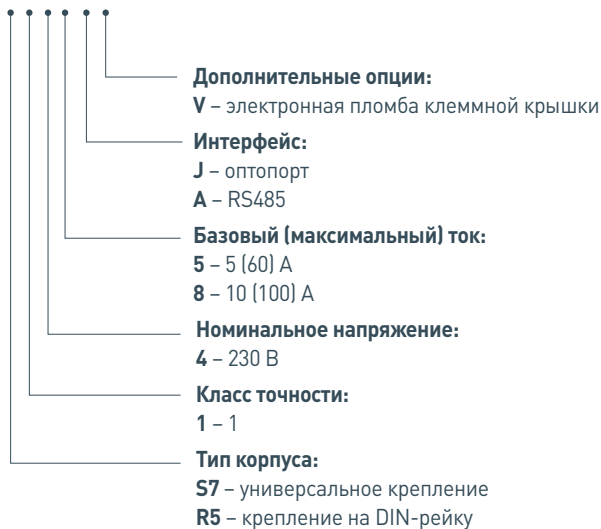 Дополнительные опции:
V – электронная пломба клеммной крышки
Интерфейс:
J – оптопорт
A – RS485
Базовый (максимальный) ток:
5 – 5 (60) А
8 – 10 (100) А
Номинальное напряжение:
4 – 230 В
Класс точности:
1 – 1
Тип корпуса:
S7 – универсальное крепление
R5 – крепление на DIN-рейку